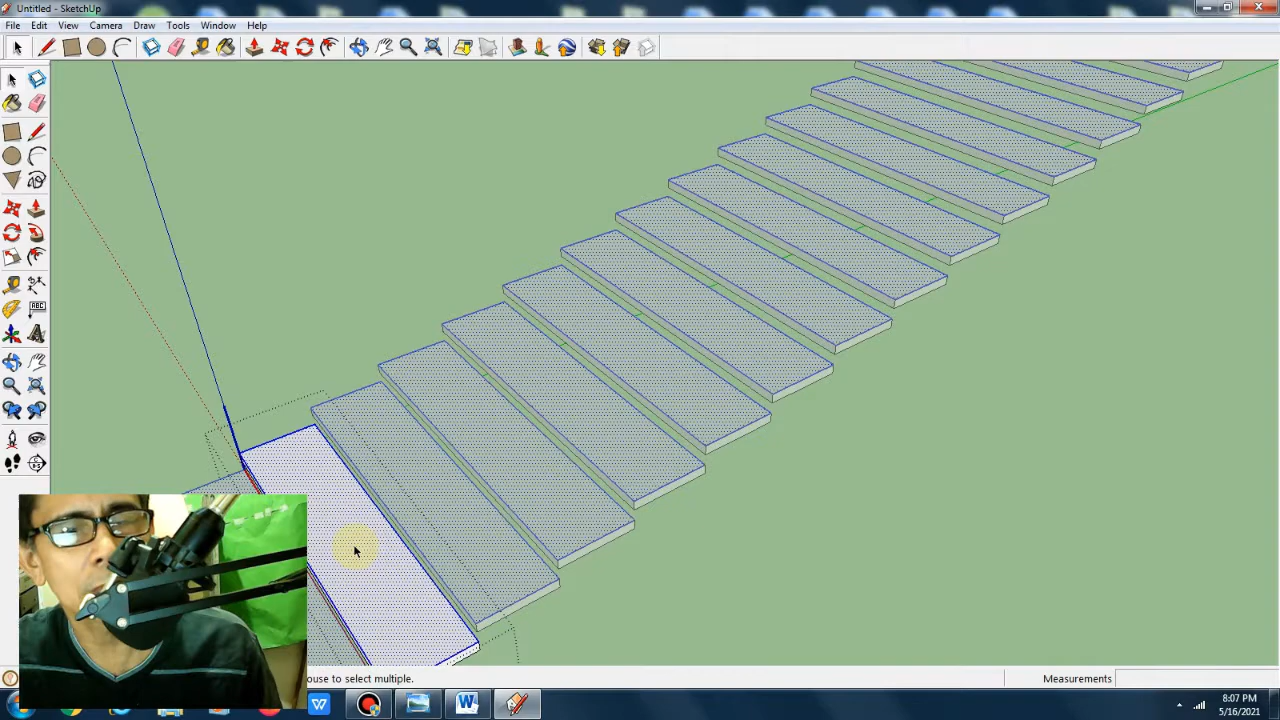 Untitled - SketchUp
File Edit View Camera Draw Tools Window Help
ABC
ouse to select multiple.
Measurements
W
W
8:07 PM
5/16/2021